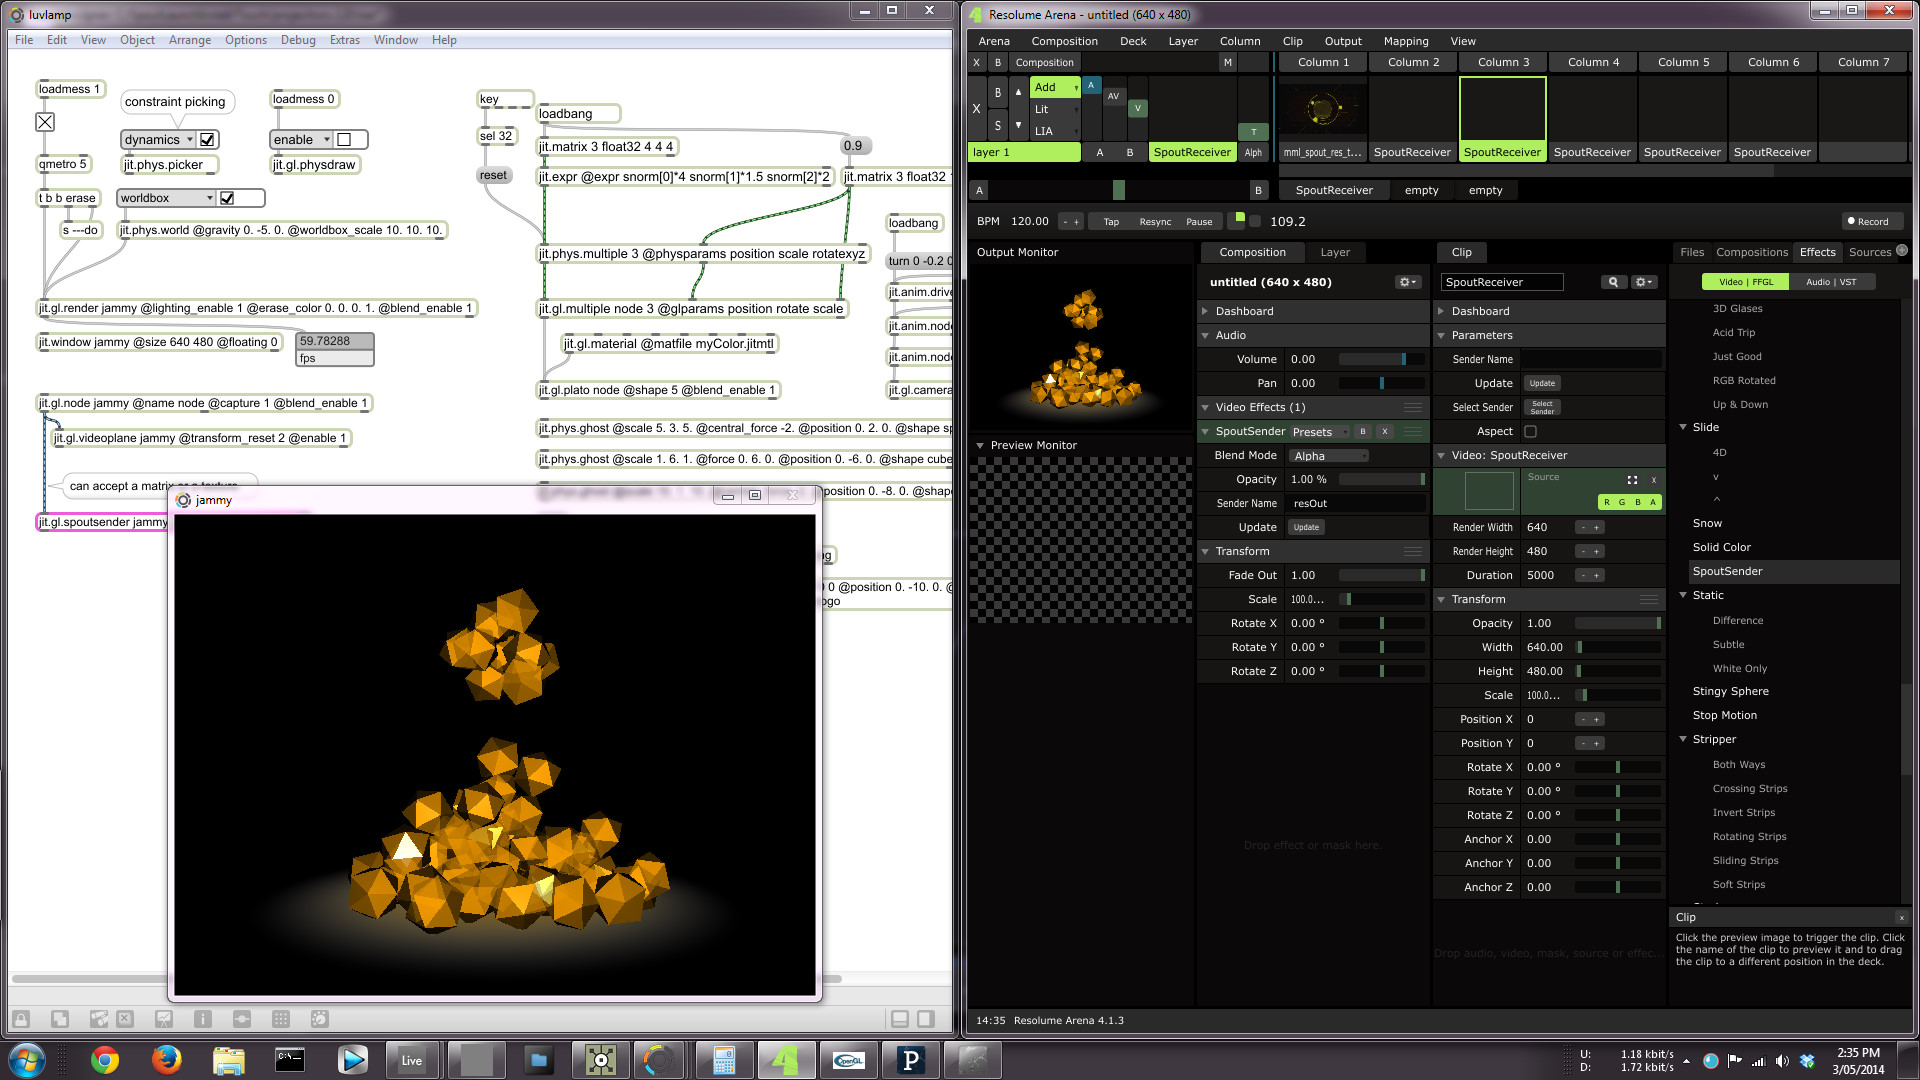 luvlamp
File Edit View Object Arrange Options Debug Extras Window Help
loadmess 1
constraint picking
loadmess 0
dynamics
enable
qmetro 5
jit.phys.picker
jit.gl.physdraw
t b b erase
worldbox
s ---do
jit.phys.world @gravity 0. -5. 0. @worldbox_scale 10. 10. 10.
jit.gl.render jammy @lighting_enable 1 @erase_color 0. 0. 0. 1. @blend_enable 1
jit.window jammy @size 640 480 @floating 0
59.78288
fps
jit.gl.node jammy @name node @capture 1 @blend_enable 1
jit.gl.videoplane jammy @transform_reset 2 @enable 1
can accept a matrix or a texture
jit.gl.spoutsender jammy
key
loadbang
sel 32
jit.matrix 3 float32 4 4 4
0.9
reset
jit.expr @expr snorm[0]*4 snorm[1]*1.5 snorm[2]*2
jit.matrix 3 float32
loadbang
jit.phys.multiple 3 @physparams position scale rotatexyz
turn 0 -0.2 0
jit.anim.drive
jit.gl.multiple node 3 @glparams position rotate scale
jit.anim.node
jit.gl.material @matfile myColor.jitmtl
jit.anim.node
jit.gl.plato node @shape 5 @blend_enable 1
jit.gl.camera
jit.phys.ghost @scale 5. 3. 5. @central_force -2. @position 0. 2. 0. @shape sp
jit.phys.ghost @scale 1. 6. 1. @force 0. 6. 0. @position 0. -6. 0. @shape cube
position 0. -8. 0. @shape
0 @position 0. -10. 0. @
ogo
jammy
Resolume Arena - untitled (640 x 480)
Arena Composition Deck Layer Column Clip Output Mapping View
X B Composition M Column 1 Column 2 Column 3 Column 4 Column 5 Column 6 Column 7
X B S Add Lit LIA A AV V T
layer 1 A B SpoutReceiver Alph mml_spout_res_t... SpoutReceiver SpoutReceiver SpoutReceiver SpoutReceiver SpoutReceiver
A B SpoutReceiver empty empty
BPM 120.00 - + Tap Resync Pause 109.2 Record
Output Monitor
Preview Monitor
Composition Layer
untitled (640 x 480)
Dashboard
Audio
Volume 0.00
Pan 0.00
Video Effects (1)
SpoutSender Presets B X
Blend Mode Alpha
Opacity 1.00 %
Sender Name resOut
Update Update
Transform
Fade Out 1.00
Scale 100.0...
Rotate X 0.00 °
Rotate Y 0.00 °
Rotate Z 0.00 °
Drop effect or mask here.
Clip
SpoutReceiver
Dashboard
Parameters
Sender Name
Update Update
Select Sender Select Sender
Aspect
Video: SpoutReceiver
Source x
R G B A
Render Width 640 - +
Render Height 480 - +
Duration 5000 - +
Transform
Opacity 1.00
Width 640.00
Height 480.00
Scale 100.0...
Position X 0 - +
Position Y 0 - +
Rotate X 0.00 °
Rotate Y 0.00 °
Rotate Z 0.00 °
Anchor X 0.00
Anchor Y 0.00
Anchor Z 0.00
Drop audio, video, mask, source or effec...
Files Compositions Effects Sources
Video | FFGL Audio | VST
3D Glasses
Acid Trip
Just Good
RGB Rotated
Up & Down
Slide
4D
v
^
Snow
Solid Color
SpoutSender
Static
Difference
Subtle
White Only
Stingy Sphere
Stop Motion
Stripper
Both Ways
Crossing Strips
Invert Strips
Rotating Strips
Sliding Strips
Soft Strips
Clip x
Click the preview image to trigger the clip. Click
the name of the clip to preview it and to drag
the clip to a different position in the deck.
14:35 Resolume Arena 4.1.3
Live
OpenGL
P
U: 1.18 kbit/s
D: 1.72 kbit/s
2:35 PM
3/05/2014